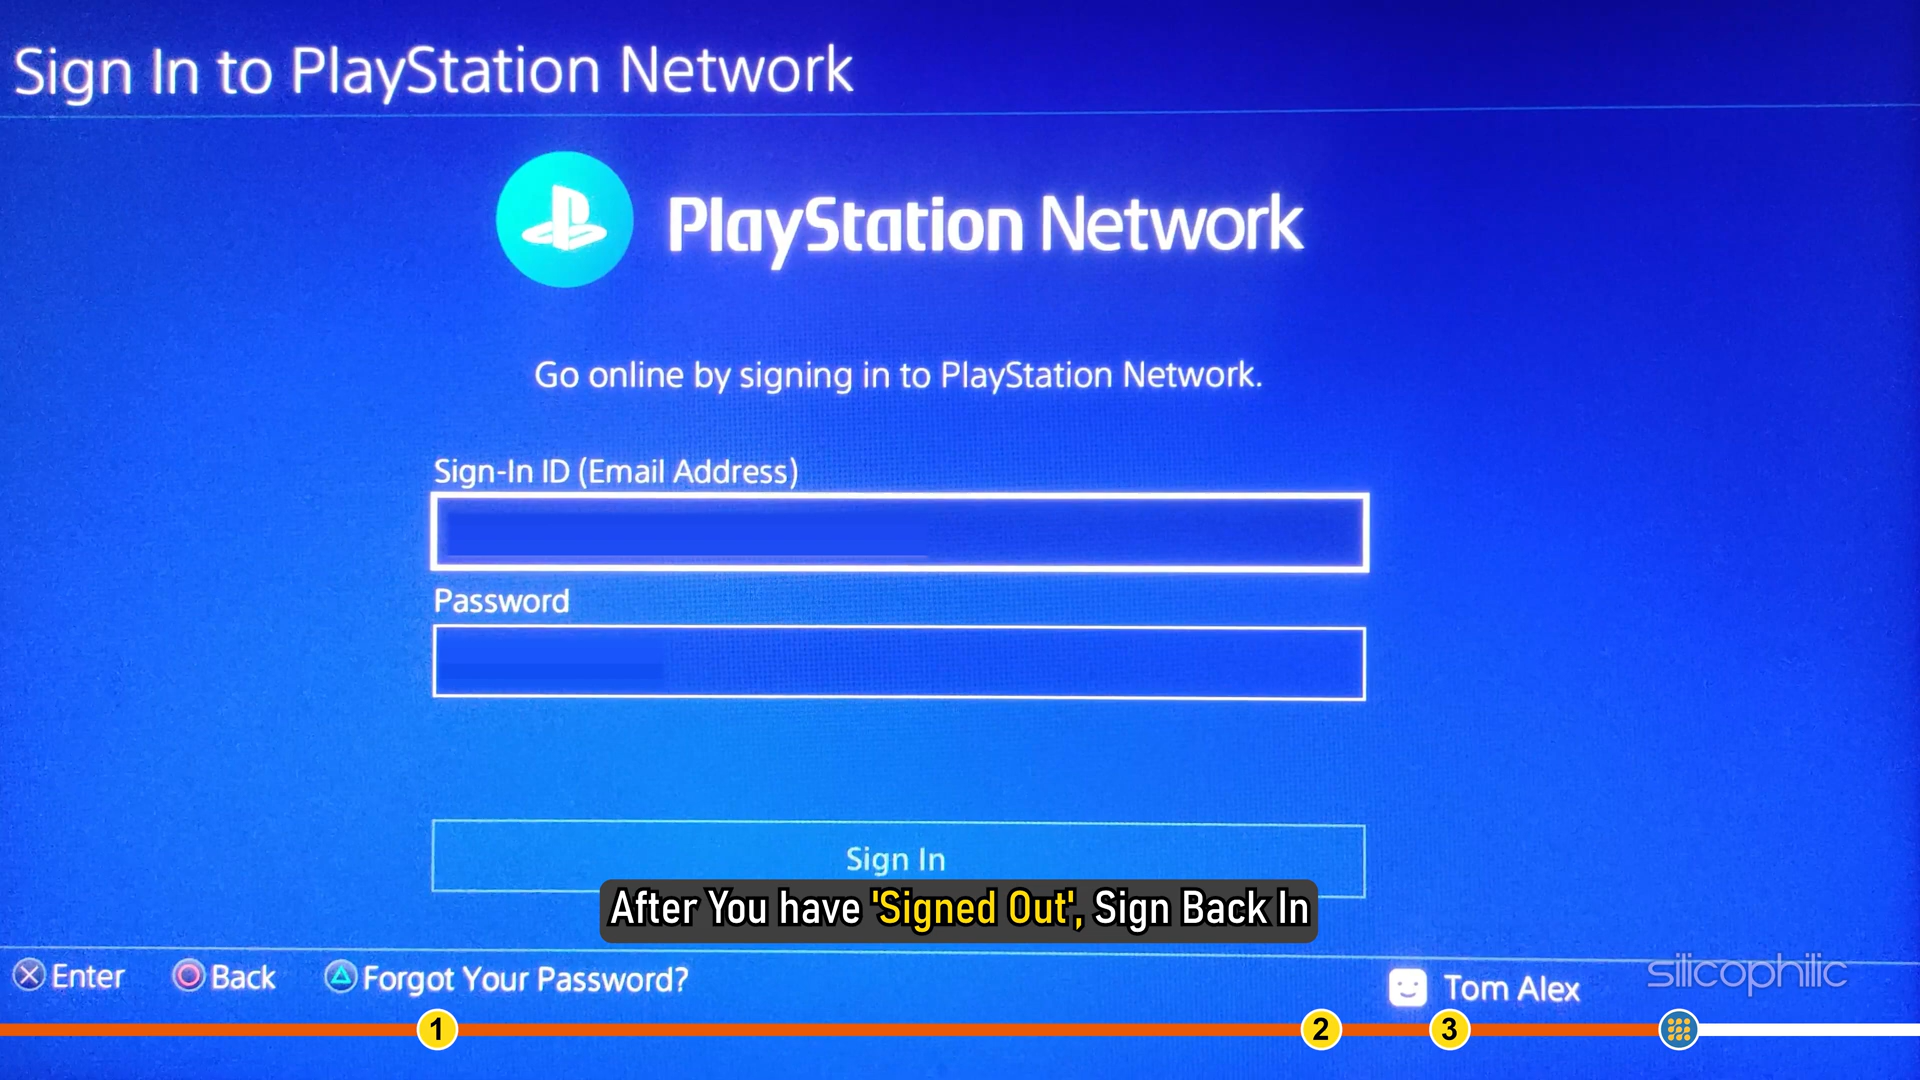 Sign In to PlayStation Network
PlayStation Network
Go online by signing in to PlayStation Network.
Sign-In ID (Email Address)
Password
Sign In
After You have 'Signed Out', Sign Back In
Enter Back Forgot Your Password? Tom Alex silicophilic
1 2 3